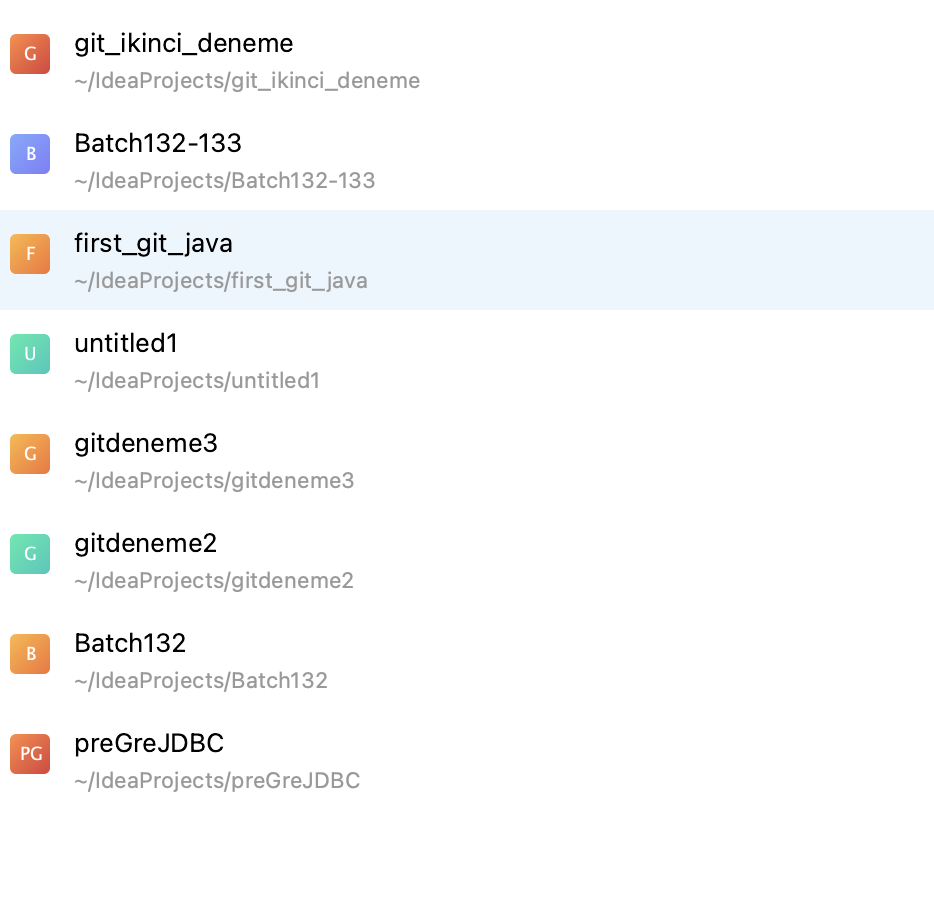 G
git_ikinci_deneme
~/IdeaProjects/git_ikinci_deneme
B
Batch132-133
~/IdeaProjects/Batch132-133
F
first_git_java
~/IdeaProjects/first_git_java
U
untitled1
~/IdeaProjects/untitled1
G
gitdeneme3
~/IdeaProjects/gitdeneme3
G
gitdeneme2
~/IdeaProjects/gitdeneme2
B
Batch132
~/IdeaProjects/Batch132
PG
preGreJDBC
~/IdeaProjects/preGreJDBC